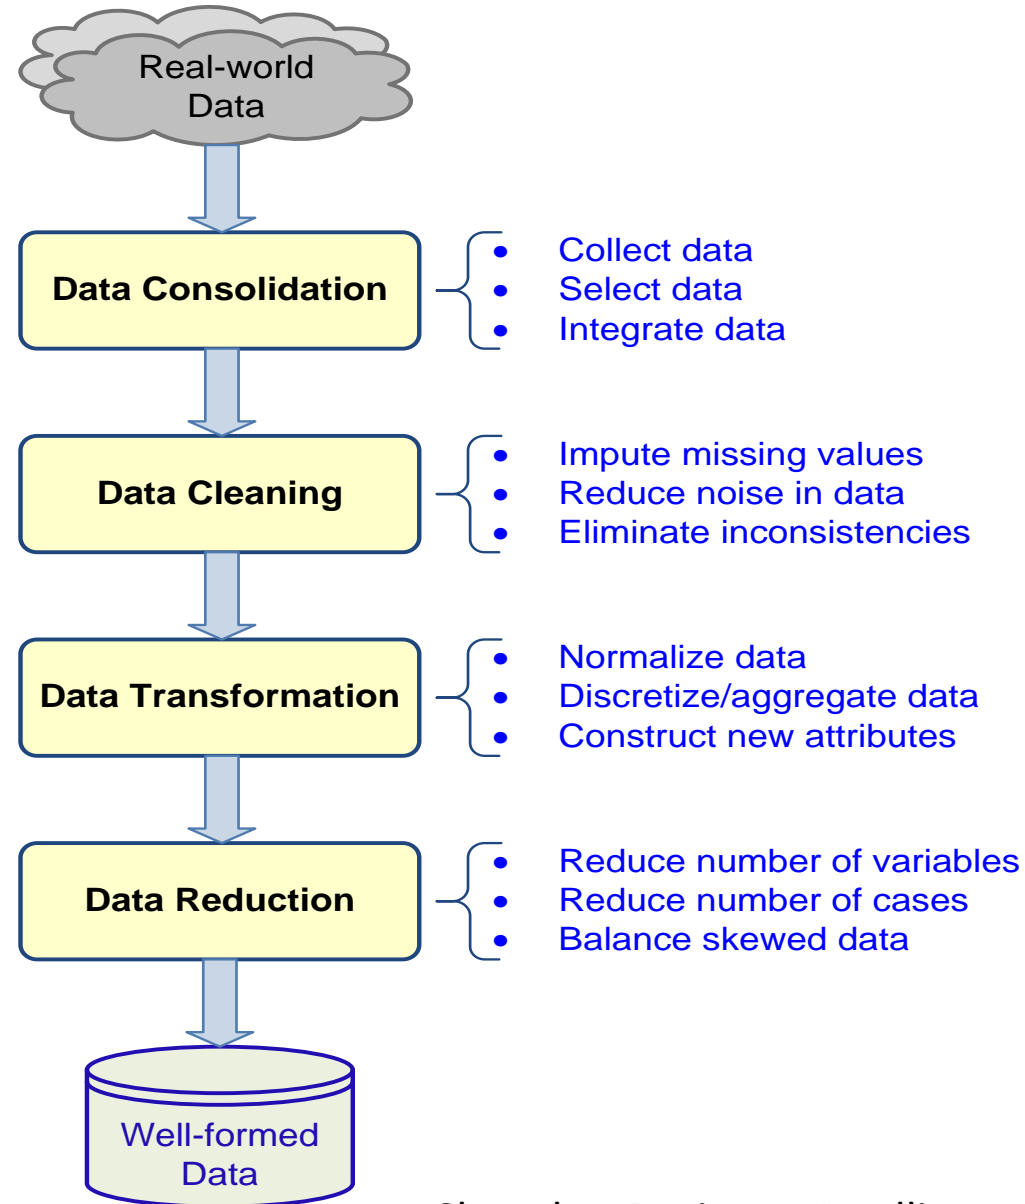 Real-world
Data
Data Consolidation
• Collect data
• Select data
• Integrate data
Data Cleaning
• Impute missing values
• Reduce noise in data
• Eliminate inconsistencies
Data Transformation
• Normalize data
• Discretize/aggregate data
• Construct new attributes
Data Reduction
• Reduce number of variables
• Reduce number of cases
• Balance skewed data
Well-formed
Data